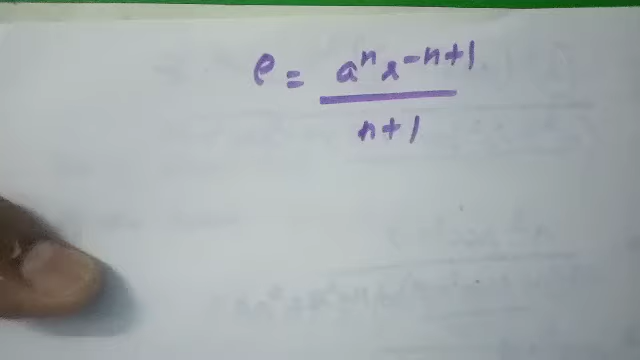 ρ = a^n r^{-n+1} / n+1